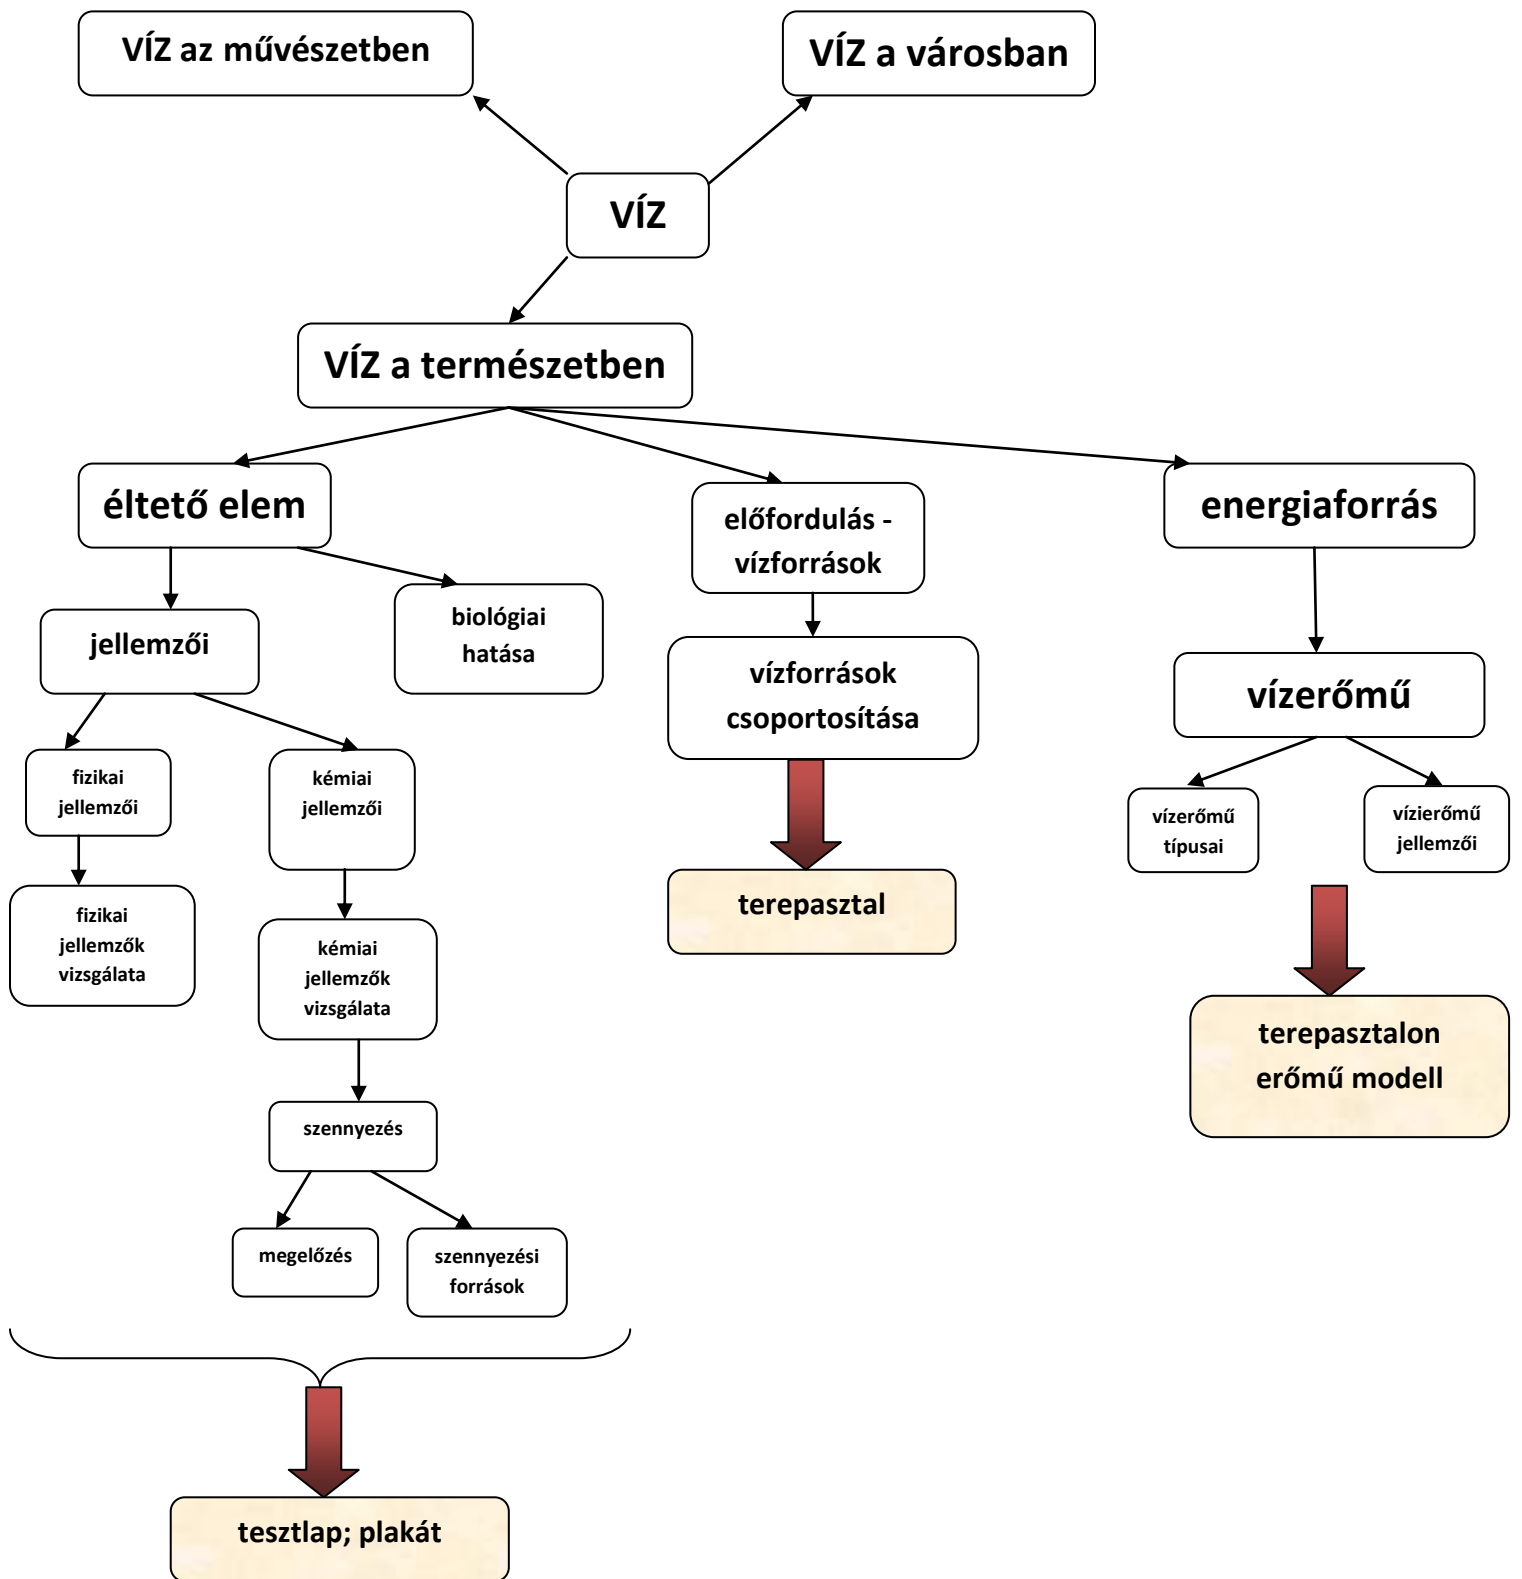 VÍZ az művészetben
VÍZ a városban
VÍZ
VÍZ a természetben
éltető elem
előfordulás -
vízforrások
energiaforrás
jellemzői
biológiai
hatása
vízforrások
csoportosítása
vízerőmű
fizikai
jellemzői
kémiai
jellemzői
vízerőmű
típusai
vízierőmű
jellemzői
fizikai
jellemzők
vizsgálata
kémiai
jellemzők
vizsgálata
terepasztal
terepasztalon
erőmű modell
szennyezés
megelőzés
szennyezési
források
tesztlap; plakát